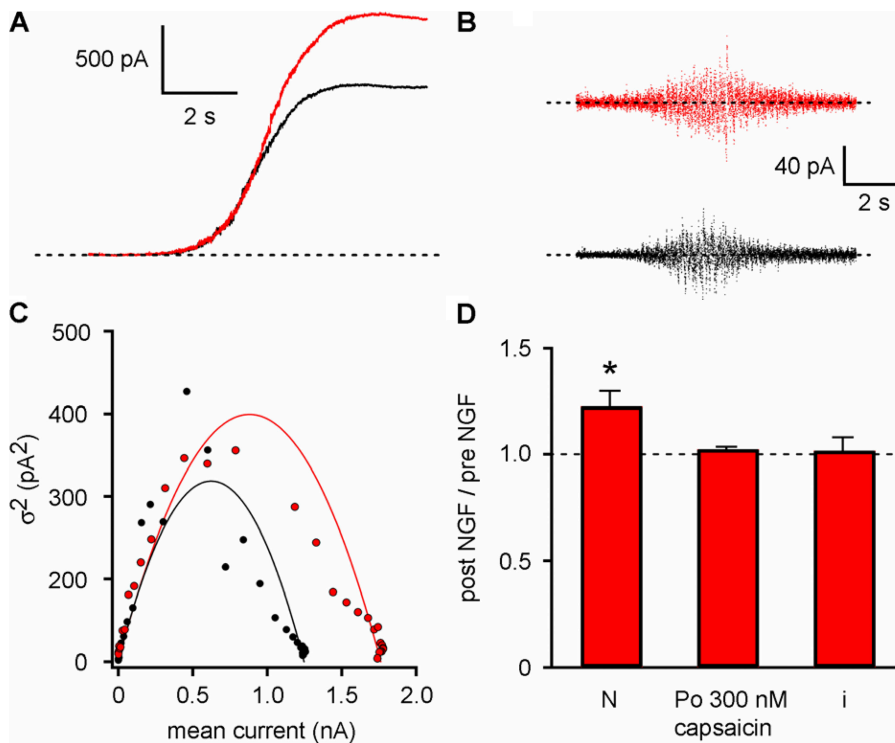 A
500 pA
2 s
B
40 pA
2 s
C
500
400
300
200
100
0
σ² (pA²)
0.0
0.5
1.0
1.5
2.0
mean current (nA)
D
1.5
*
1.0
0.5
0
post NGF / pre NGF
N
Po 300 nM
capsaicin
i